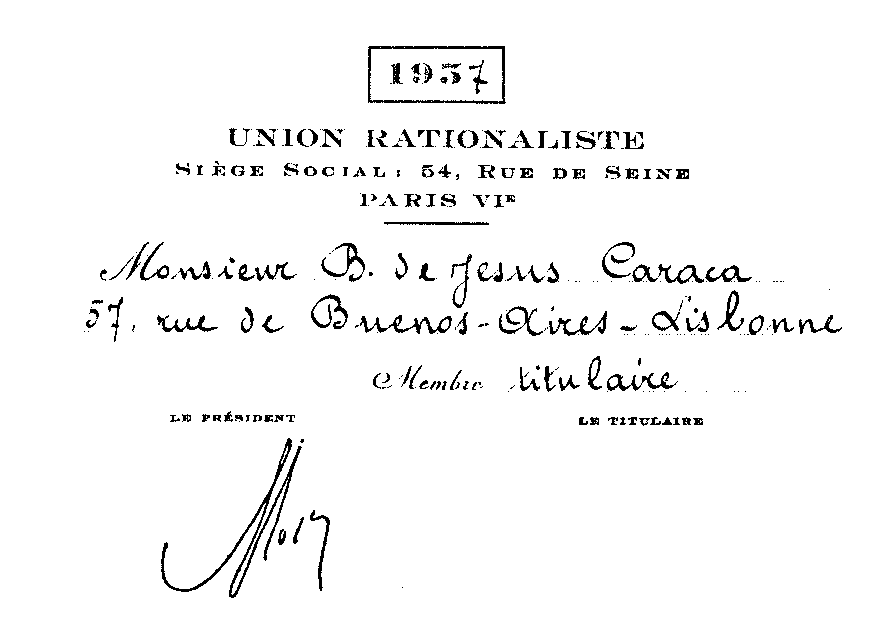 1937
UNION RATIONALISTE
SIÈGE SOCIAL : 54, RUE DE SEINE
PARIS VIE
Monsieur B. de Jesus Caraca
57, rue de Buenos-Aires - Lisbonne
Membre titulaire
LE PRÉSIDENT LE TITULAIRE